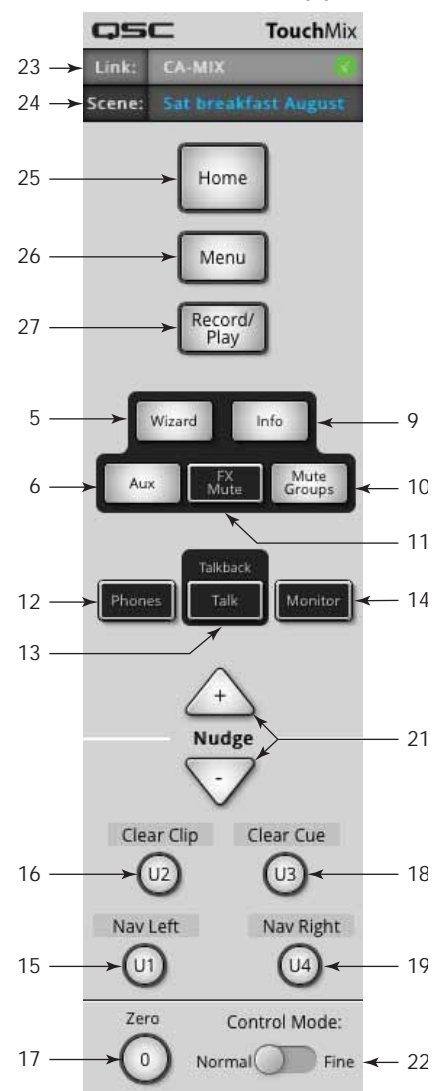 QSC TouchMix
23 Link: CA-MIX
24 Scene: Sat breakfast August
25 Home
26 Menu
27 Record/
Play
5 Wizard Info 9
6 Aux FX
Mute Mute
Groups 10
11
Talkback
12 Phones Talk Monitor 14
13
+
Nudge 21
-
Clear Clip Clear Cue
16 U2 U3 18
Nav Left Nav Right
15 U1 U4 19
Zero Control Mode:
17 0 Normal Fine 22